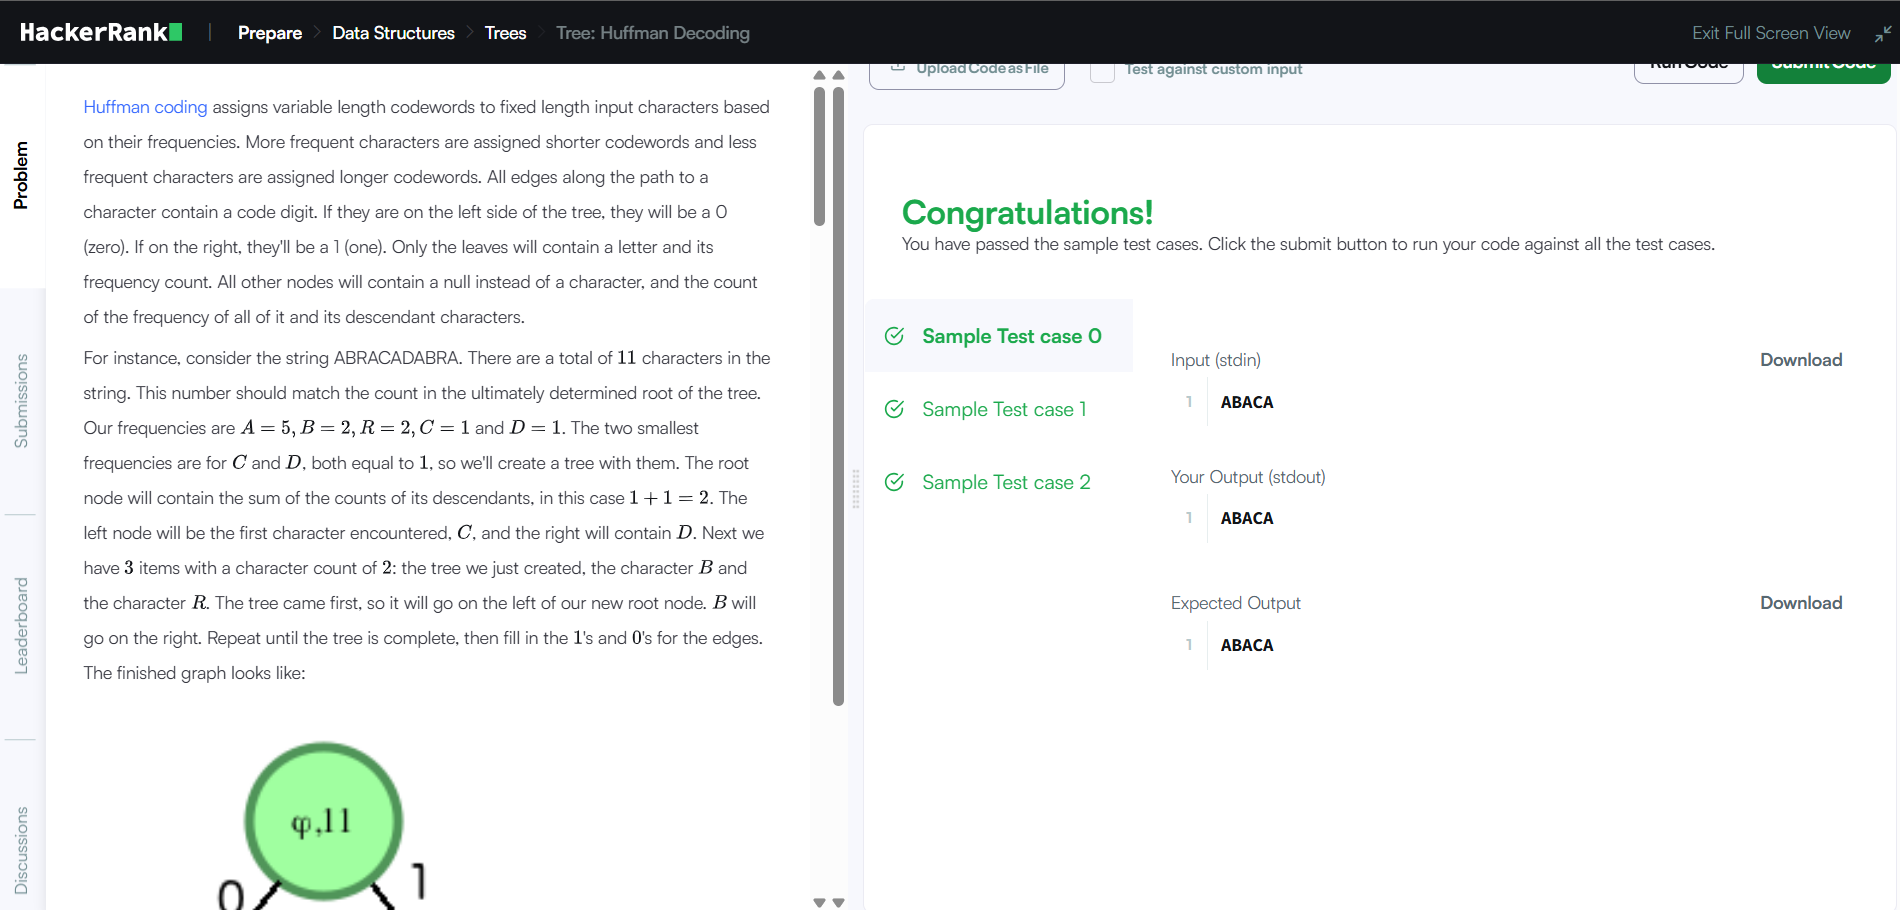 HackerRank
Prepare
Data Structures
Trees
Tree: Huffman Decoding
Exit Full Screen View
Problem
Submissions
Leaderboard
Discussions
Huffman coding assigns variable length codewords to fixed length input characters based
on their frequencies. More frequent characters are assigned shorter codewords and less
frequent characters are assigned longer codewords. All edges along the path to a
character contain a code digit. If they are on the left side of the tree, they will be a 0
(zero). If on the right, they'll be a 1 (one). Only the leaves will contain a letter and its
frequency count. All other nodes will contain a null instead of a character, and the count
of the frequency of all of it and its descendant characters.
For instance, consider the string ABRACADABRA. There are a total of 11 characters in the
string. This number should match the count in the ultimately determined root of the tree.
Our frequencies are A = 5, B = 2, R = 2, C = 1 and D = 1. The two smallest
frequencies are for C and D, both equal to 1, so we'll create a tree with them. The root
node will contain the sum of the counts of its descendants, in this case 1 + 1 = 2. The
left node will be the first character encountered, C, and the right will contain D. Next we
have 3 items with a character count of 2: the tree we just created, the character B and
the character R. The tree came first, so it will go on the left of our new root node. B will
go on the right. Repeat until the tree is complete, then fill in the 1's and 0's for the edges.
The finished graph looks like:
φ,11
0
1
Upload Code as File
Test against custom input
Run Code
Submit Code
Congratulations!
You have passed the sample test cases. Click the submit button to run your code against all the test cases.
Sample Test case 0
Sample Test case 1
Sample Test case 2
Input (stdin)
Download
1 ABACA
Your Output (stdout)
1 ABACA
Expected Output
Download
1 ABACA